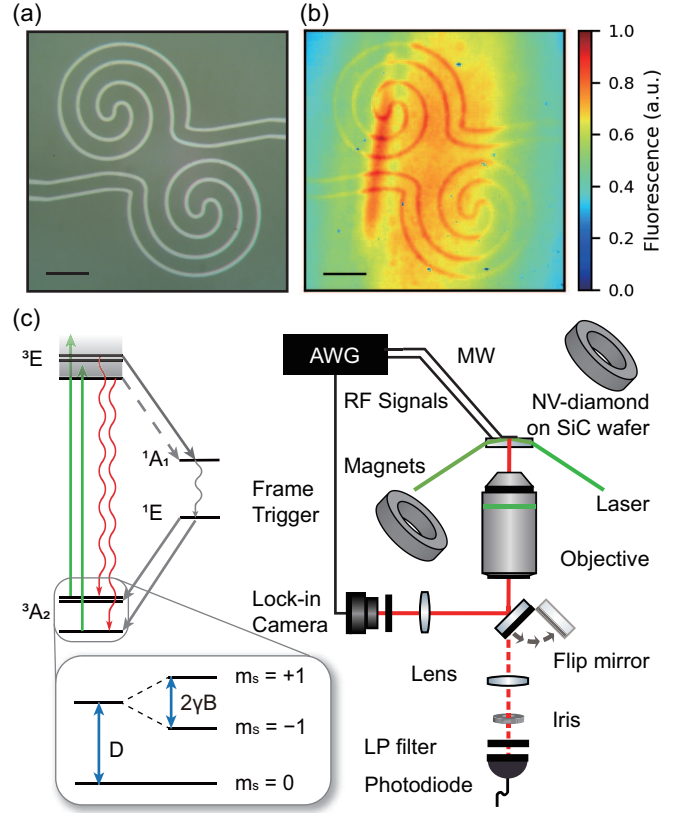 (a)
(b)
1.0
0.8
0.6
0.4
0.2
0.0
Fluorescence (a.u.)
(c)
³E
¹A₁
¹E
³A₂
mₛ = +1
2γB
mₛ = −1
D
mₛ = 0
AWG
MW
RF Signals
NV-diamond
on SiC wafer
Magnets
Laser
Frame
Trigger
Objective
Lock-in
Camera
Flip mirror
Lens
Iris
LP filter
Photodiode